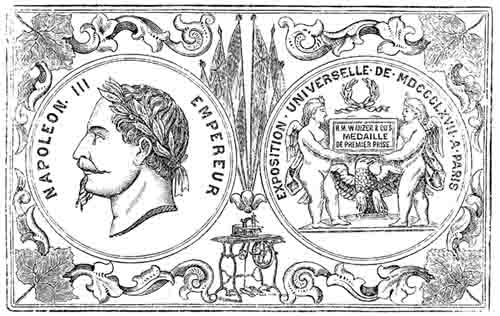 NAPOLEON. III EMPEREUR
EXPOSITION · UNIVERSELLE · DE · MDCCCLXVII · A · PARIS
R.M. WANZER & CO'S
MEDAILLE
DE PREMIER PRISE.